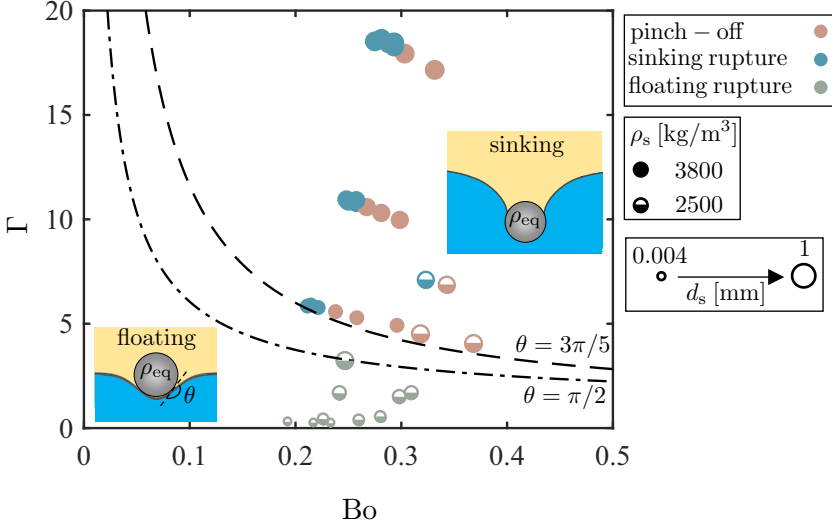 20
15
10
5
0
Γ
0
0.1
0.2
0.3
0.4
0.5
Bo
sinking
ρeq
floating
ρeq
θ
θ = 3π/5
θ = π/2
pinch − off
sinking rupture
floating rupture
ρs [kg/m³]
3800
2500
0.004
1
ds [mm]